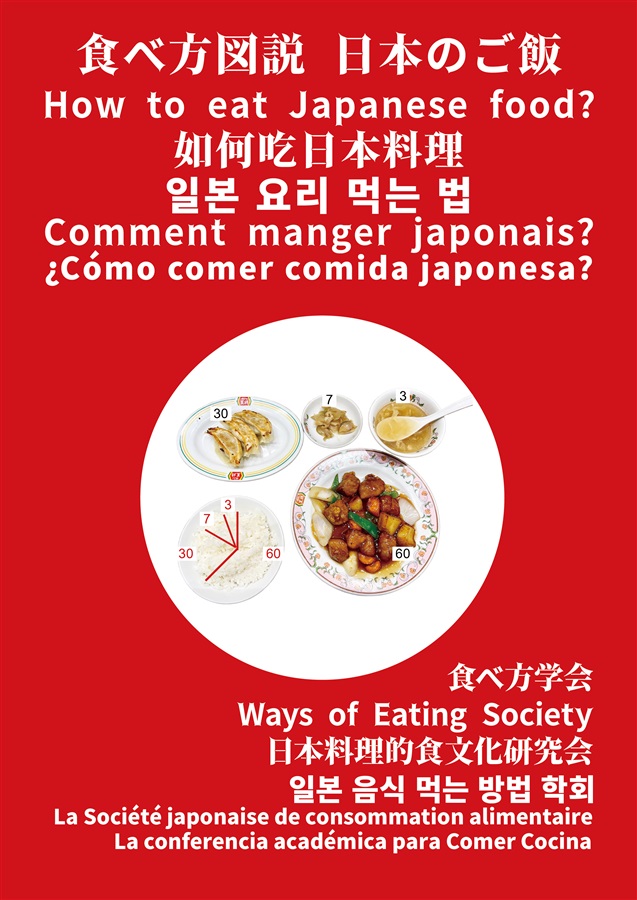 食べ方図説 日本のご飯
How to eat Japanese food?
如何吃日本料理
일본 요리 먹는 법
Comment manger japonais?
¿Cómo comer comida japonesa?
30
7
3
3
7
30
60
60
食べ方学会
Ways of Eating Society
日本料理的食文化研究会
일본 음식 먹는 방법 학회
La Société japonaise de consommation alimentaire
La conferencia académica para Comer Cocina